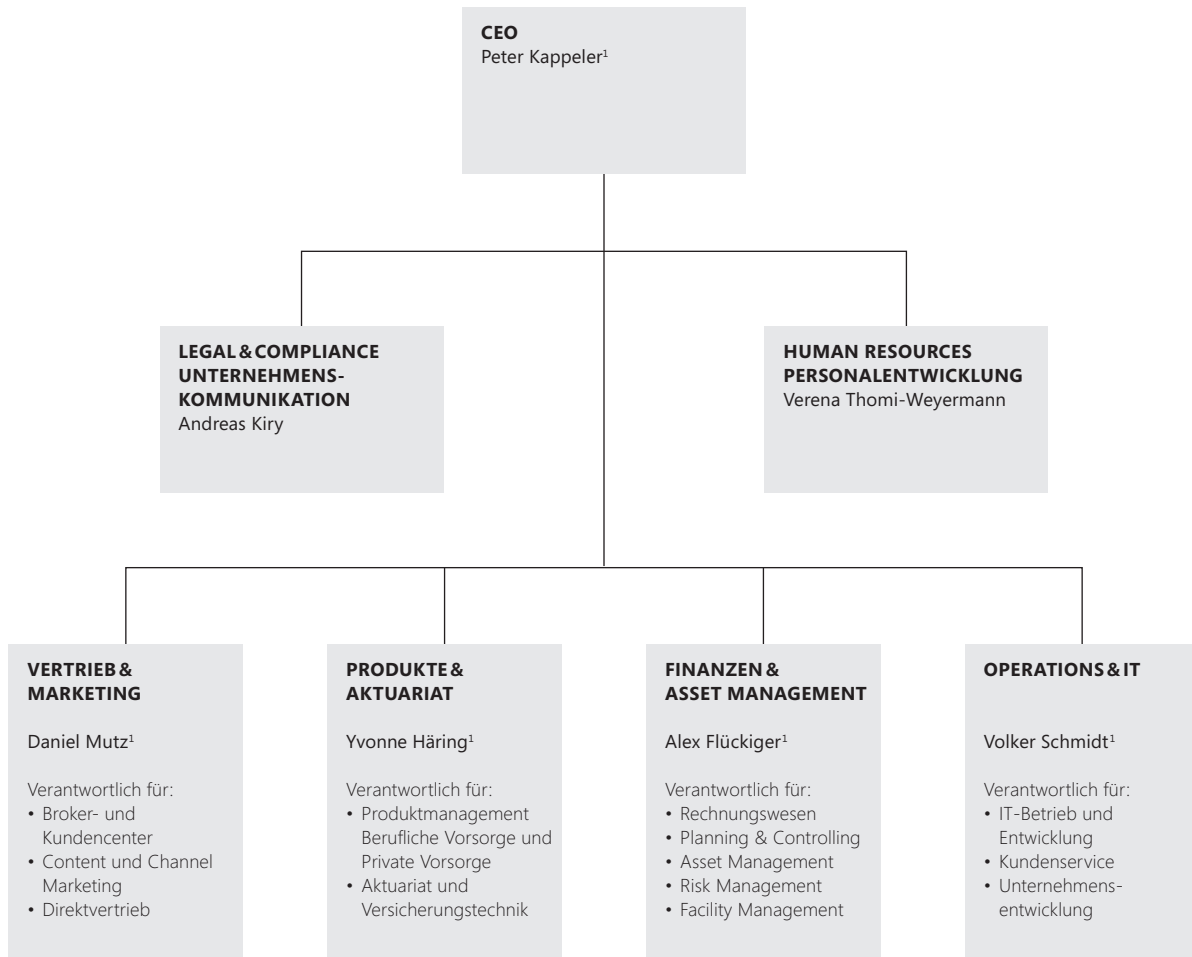 CEO
Peter Kappeler¹
LEGAL & COMPLIANCE
UNTERNEHMENS-
KOMMUNIKATION
Andreas Kiry
HUMAN RESOURCES
PERSONALENTWICKLUNG
Verena Thomi-Weyermann
VERTRIEB &
MARKETING
Daniel Mutz¹
Verantwortlich für:
• Broker- und
Kundencenter
• Content und Channel
Marketing
• Direktvertrieb
PRODUKTE &
AKTUARIAT
Yvonne Häring¹
Verantwortlich für:
• Produktmanagement
Berufliche Vorsorge und
Private Vorsorge
• Aktuariat und
Versicherungstechnik
FINANZEN &
ASSET MANAGEMENT
Alex Flückiger¹
Verantwortlich für:
• Rechnungswesen
• Planning & Controlling
• Asset Management
• Risk Management
• Facility Management
OPERATIONS & IT
Volker Schmidt¹
Verantwortlich für:
• IT-Betrieb und
Entwicklung
• Kundenservice
• Unternehmens-
entwicklung